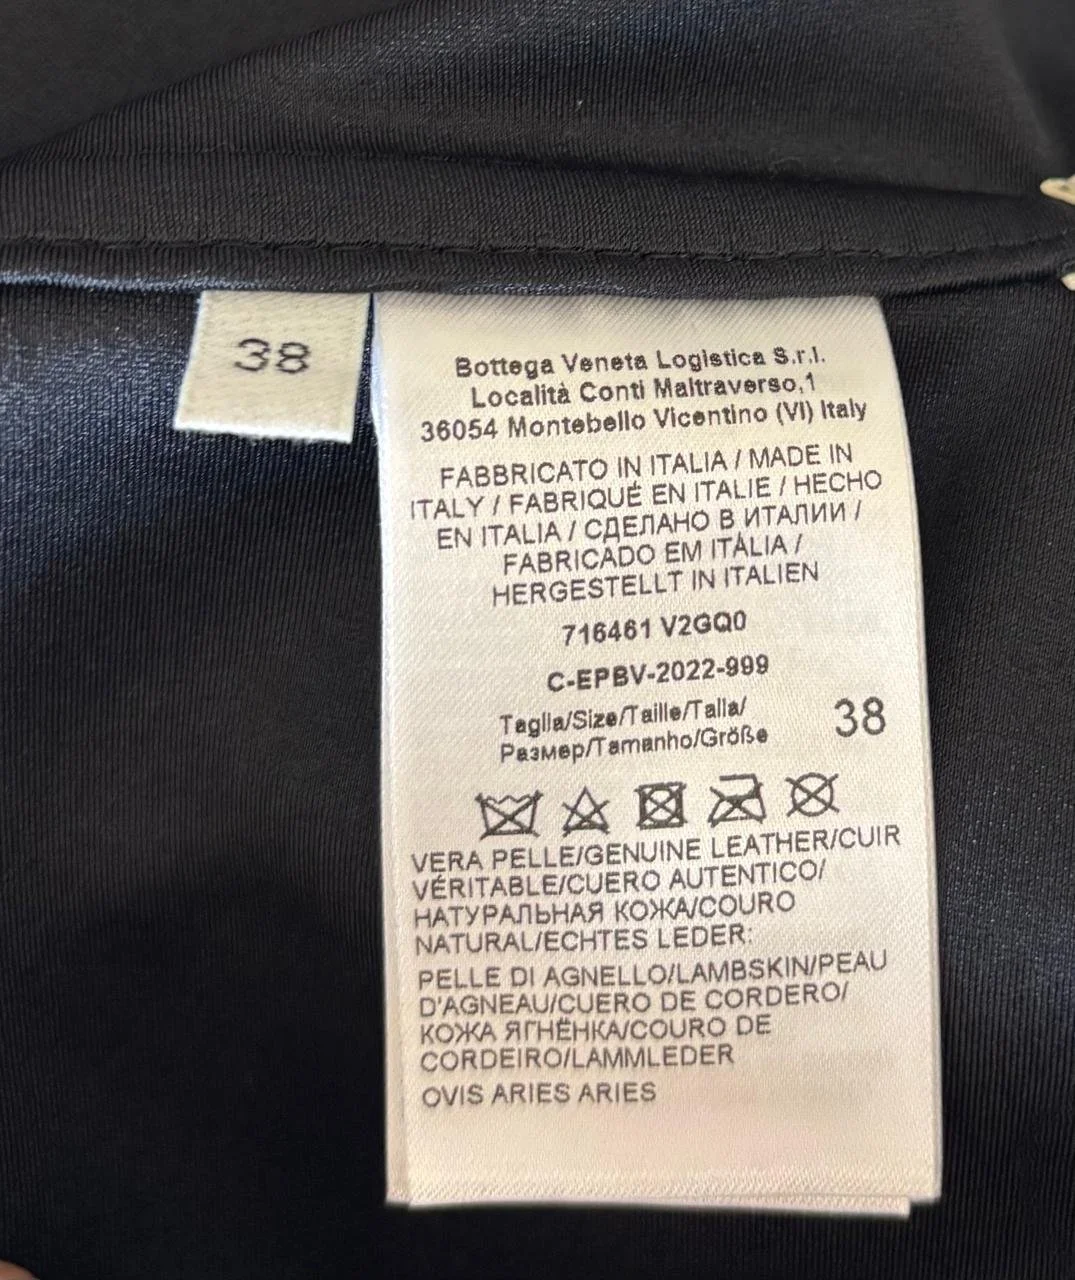 38
Bottega Veneta Logistica S.r.l.
Località Conti Maltraverso,1
36054 Montebello Vicentino (VI) Italy
FABBRICATO IN ITALIA / MADE IN
ITALY / FABRIQUÉ EN ITALIE / HECHO
EN ITALIA / СДЕЛАНО В ИТАЛИИ /
FABRICADO EM ITÁLIA /
HERGESTELLT IN ITALIEN
716461 V2GQ0
C-EPBV-2022-999
Taglia/Size/Taille/Talla/
Размер/Tamanho/Größe
38
VERA PELLE/GENUINE LEATHER/CUIR
VÉRITABLE/CUERO AUTENTICO/
НАТУРАЛЬНАЯ КОЖА/COURO
NATURAL/ECHTES LEDER:
PELLE DI AGNELLO/LAMBSKIN/PEAU
D'AGNEAU/CUERO DE CORDERO/
КОЖА ЯГНЁНКА/COURO DE
CORDEIRO/LAMMLEDER
OVIS ARIES ARIES